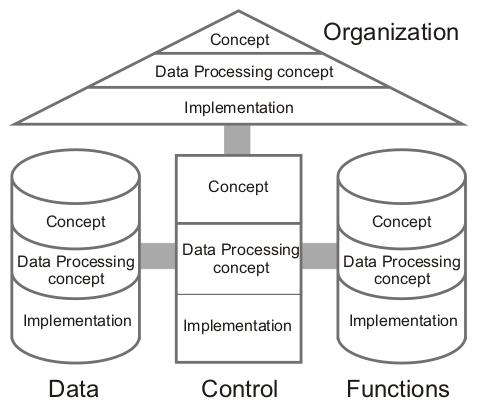 Organization
Concept
Data Processing concept
Implementation
Concept
Data Processing
concept
Implementation
Concept
Data Processing
concept
Implementation
Concept
Data Processing
concept
Implementation
Data
Control
Functions